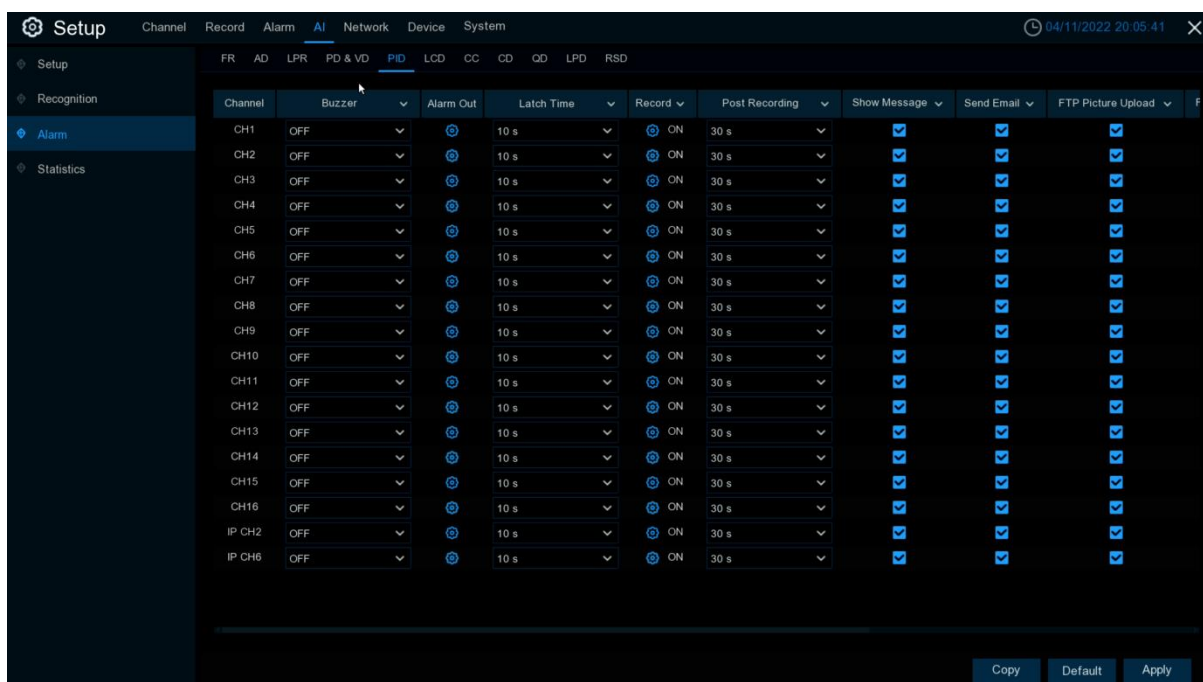 Setup Channel Record Alarm AI Network Device System 04/11/2022 20:05:41
Setup
Recognition
Alarm
Statistics
FR AD LPR PD & VD PID LCD CC CD QD LPD RSD
Channel Buzzer Alarm Out Latch Time Record Post Recording Show Message Send Email FTP Picture Upload
CH1 OFF 10 s ON 30 s
CH2 OFF 10 s ON 30 s
CH3 OFF 10 s ON 30 s
CH4 OFF 10 s ON 30 s
CH5 OFF 10 s ON 30 s
CH6 OFF 10 s ON 30 s
CH7 OFF 10 s ON 30 s
CH8 OFF 10 s ON 30 s
CH9 OFF 10 s ON 30 s
CH10 OFF 10 s ON 30 s
CH11 OFF 10 s ON 30 s
CH12 OFF 10 s ON 30 s
CH13 OFF 10 s ON 30 s
CH14 OFF 10 s ON 30 s
CH15 OFF 10 s ON 30 s
CH16 OFF 10 s ON 30 s
IP CH2 OFF 10 s ON 30 s
IP CH6 OFF 10 s ON 30 s
Copy Default Apply